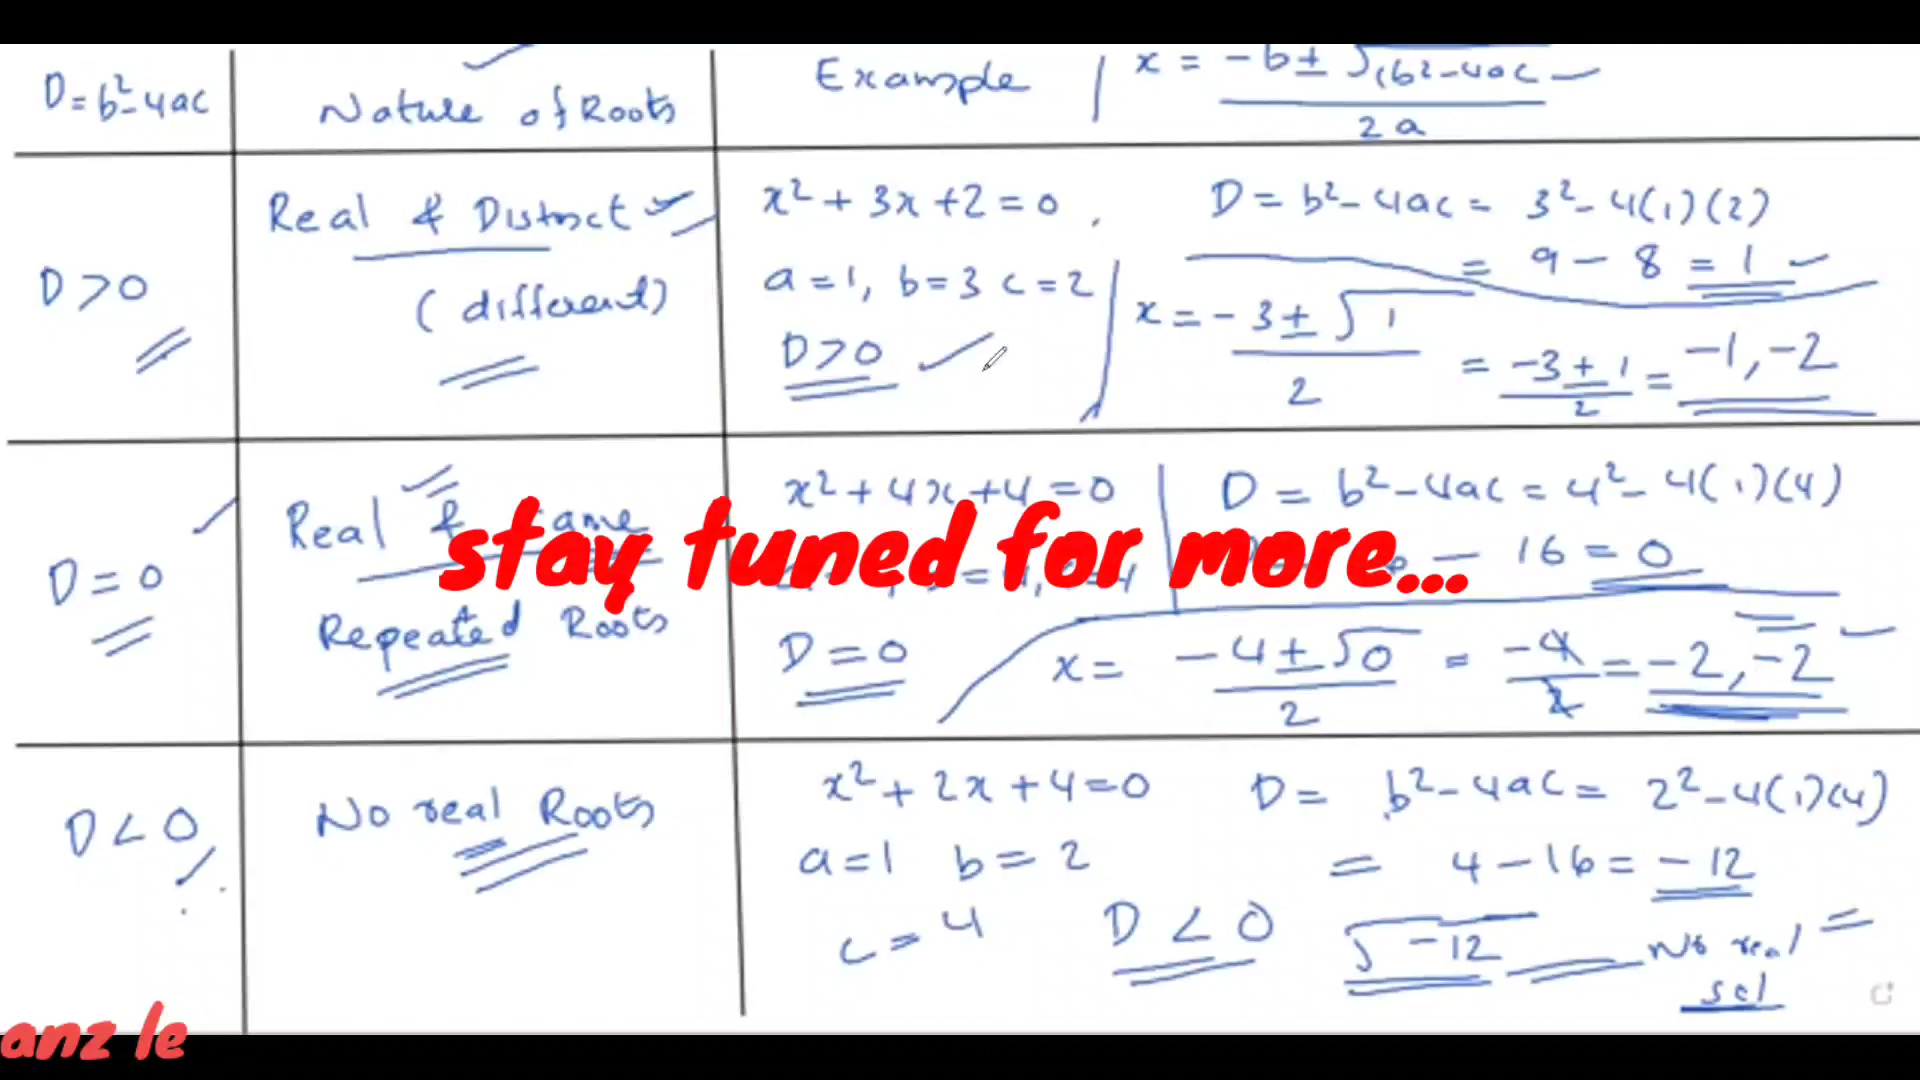 D=b²-4ac
Nature of Roots
Example
x = -b ± √(b²-4ac
2a
D>0
Real & Distinct
(different)
x²+3x+2=0,
a=1, b=3 c=2
D>0
D = b²-4ac = 3²-4(1)(2)
= 9 - 8 = 1
x = -3 ± √1
2
= -3 ± 1
2
= -1, -2
D=0
Real &
Repeated Roots
x²+4x+4=0
D=0
D = b²-4ac = 4²-4(1)(4)
- 16 = 0
x = -4 ± √0
2
= -4
2
= -2, -2
stay tuned for more...
D<0
No real Roots
x²+2x+4=0
a=1 b=2
c=4
D<0
D = b²-4ac = 2²-4(1)(4)
= 4-16 = -12
√-12
No real
sol
anz le